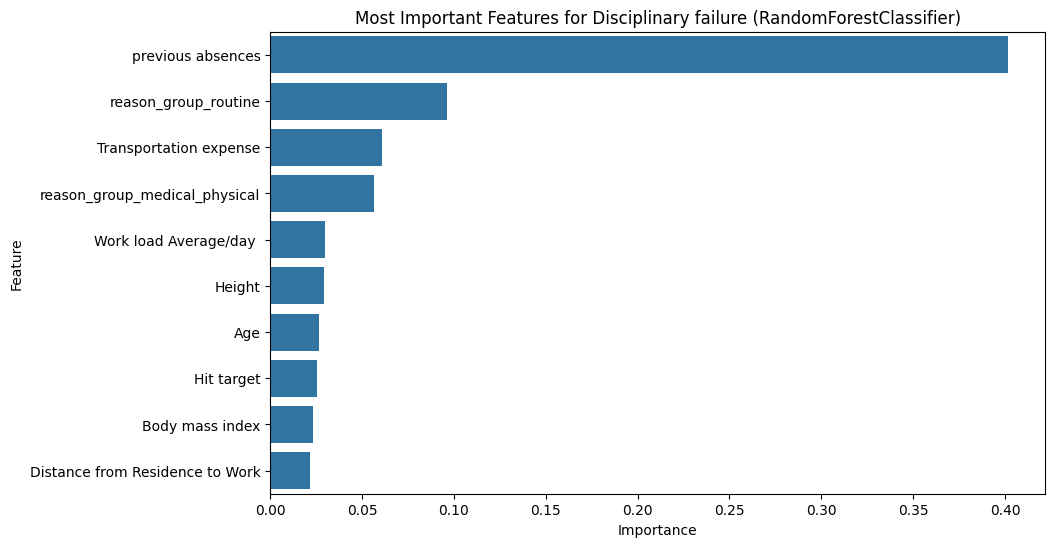 Most Important Features for Disciplinary failure (RandomForestClassifier)
previous absences
reason_group_routine
Transportation expense
reason_group_medical_physical
Work load Average/day
Height
Age
Hit target
Body mass index
Distance from Residence to Work
Feature
0.00 0.05 0.10 0.15 0.20 0.25 0.30 0.35 0.40
Importance